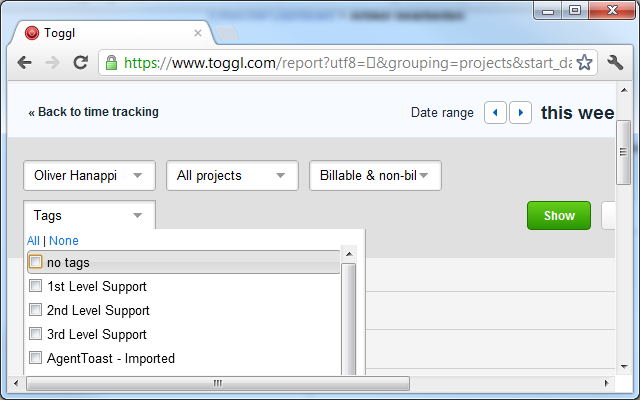 Toggl
https://www.toggl.com/report?utf8=&grouping=projects&start_da
« Back to time tracking
Date range
this wee
Oliver Hanappi
All projects
Billable & non-bil
Tags
Show
All | None
no tags
1st Level Support
2nd Level Support
3rd Level Support
AgentToast - Imported